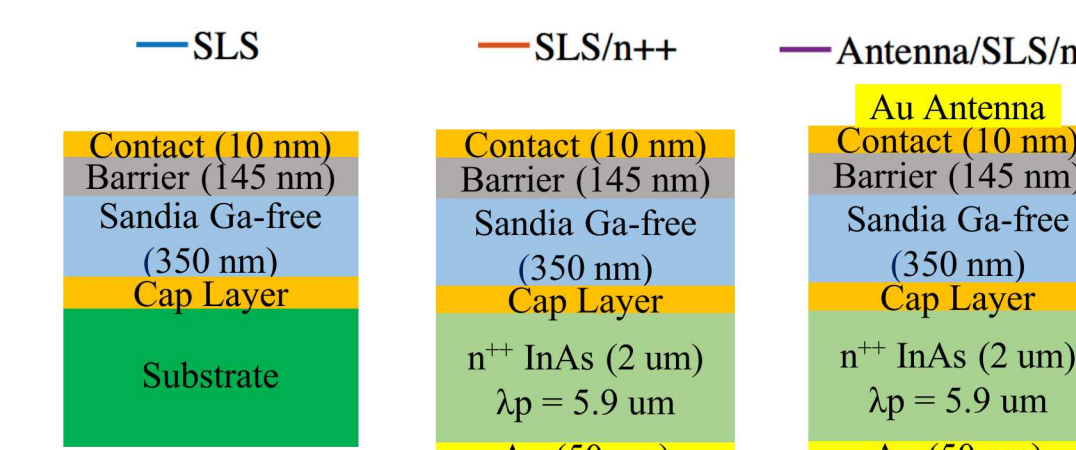 SLS
Contact (10 nm)
Barrier (145 nm)
Sandia Ga-free
(350 nm)
Cap Layer
Substrate
SLS/n++
Contact (10 nm)
Barrier (145 nm)
Sandia Ga-free
(350 nm)
Cap Layer
n++ InAs (2 um)
λp = 5.9 um
Antenna/SLS/n
Au Antenna
Contact (10 nm)
Barrier (145 nm)
Sandia Ga-free
(350 nm)
Cap Layer
n++ InAs (2 um)
λp = 5.9 um